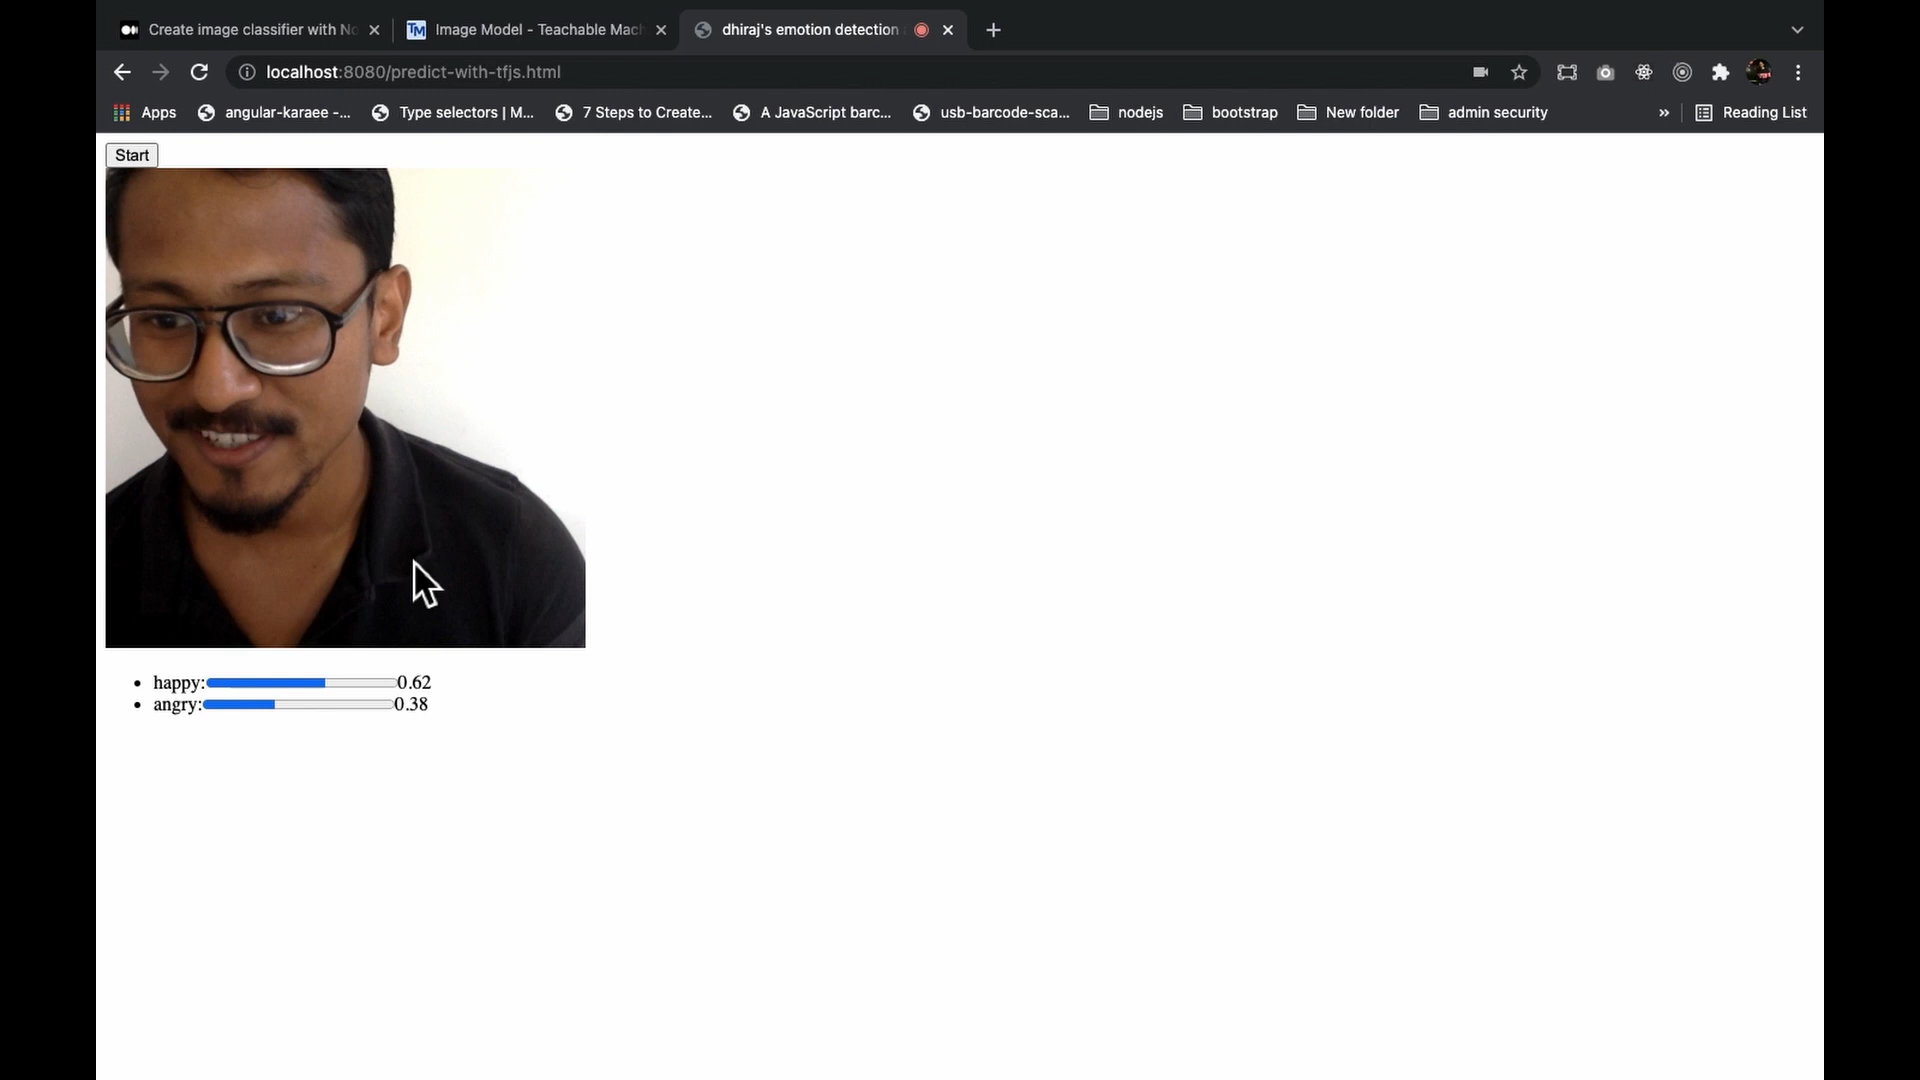 Create image classifier with No
Image Model - Teachable Mach
dhiraj's emotion detection
localhost:8080/predict-with-tfjs.html
Apps
angular-karaee -...
Type selectors | M...
7 Steps to Create...
A JavaScript barc...
usb-barcode-sca...
nodejs
bootstrap
New folder
admin security
»
Reading List
Start
happy: 0.62
angry: 0.38